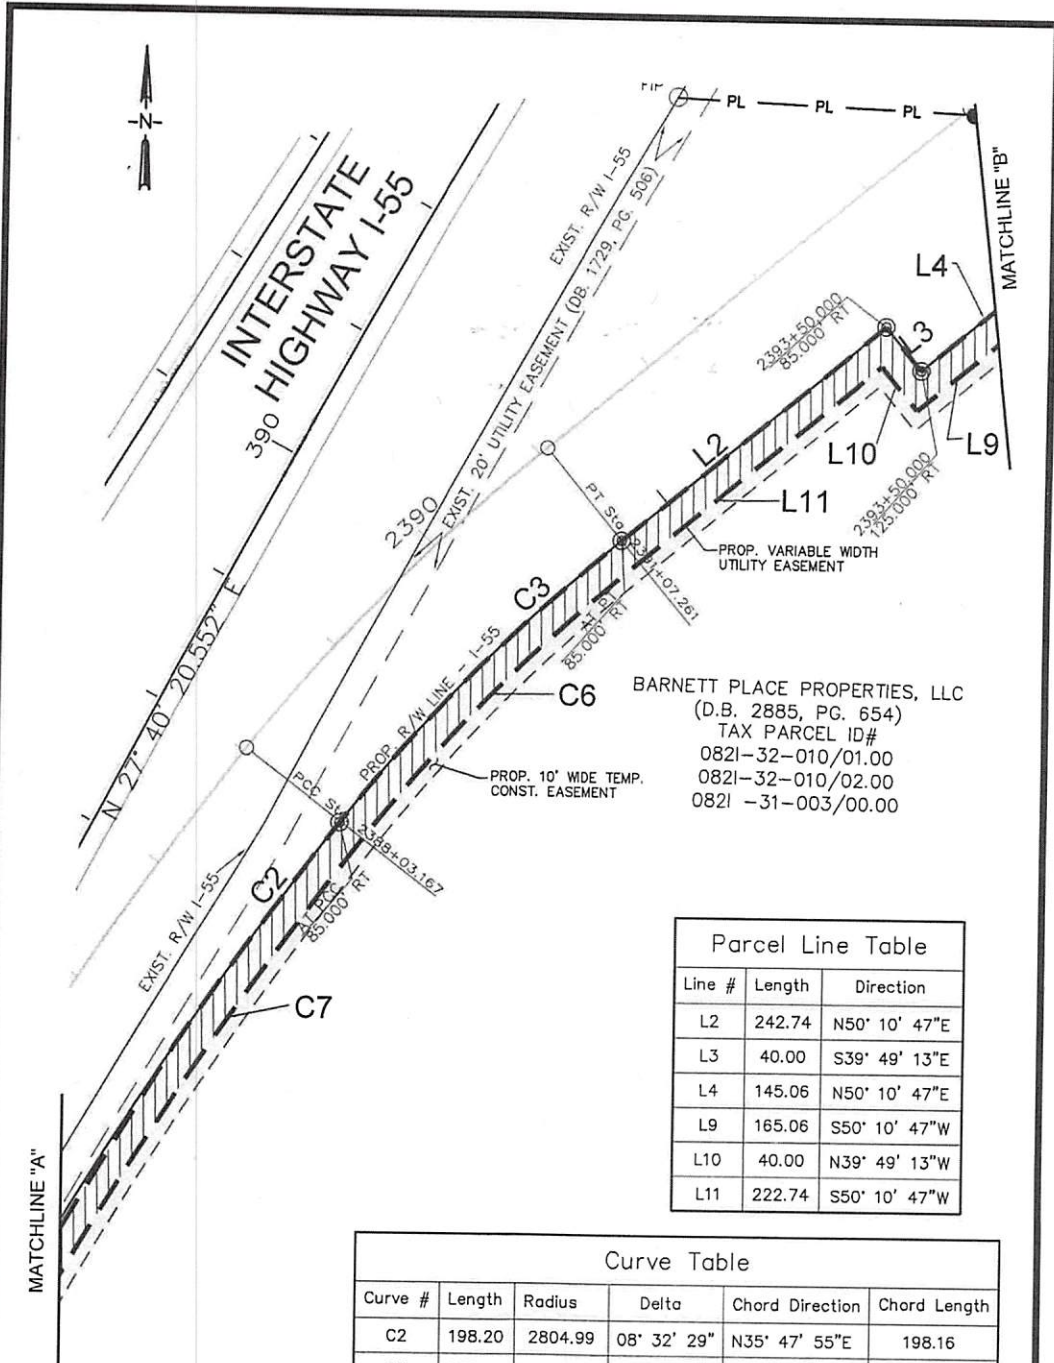 -N-
INTERSTATE
HIGHWAY I-55
390
N 27° 40' 20.552" E
PL PL PL
MATCHLINE "B"
EXIST. R/W I-55
EXIST. 20' UTILITY EASEMENT (DB. 1729, PG. 506)
2390
L4
L3
2393+50.000
85.000' RT
L2
L10
L9
2393+50.000
125.000' RT
L11
PT Sta
2391+07.261
AT PT
85.000' RT
PROP. VARIABLE WIDTH
UTILITY EASEMENT
C3
PROP. R/W LINE - I-55
C6
PROP. 10' WIDE TEMP.
CONST. EASEMENT
BARNETT PLACE PROPERTIES, LLC
(D.B. 2885, PG. 654)
TAX PARCEL ID#
082I-32-010/01.00
082I-32-010/02.00
082I -31-003/00.00
PCC Sta
2388+03.167
AT PCC
85.000' RT
C2
EXIST. R/W I-55
C7
MATCHLINE "A"
Parcel Line Table
Line # Length Direction
L2 242.74 N50° 10' 47"E
L3 40.00 S39° 49' 13"E
L4 145.06 N50° 10' 47"E
L9 165.06 S50° 10' 47"W
L10 40.00 N39° 49' 13"W
L11 222.74 S50° 10' 47"W
Curve Table
Curve # Length Radius Delta Chord Direction Chord Length
C2 198.20 2804.99 08° 32' 29" N35° 47' 55"E 198.16